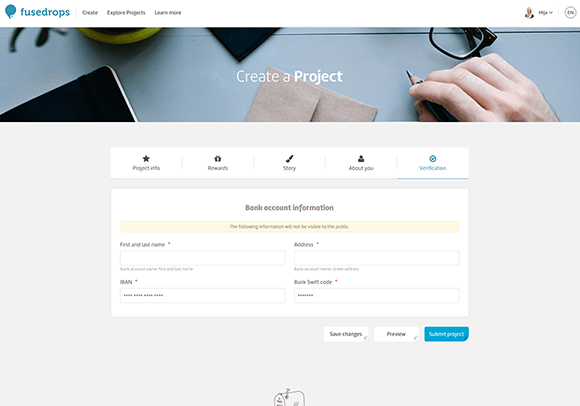 fusedrops
Create Explore Projects Learn more
Mija
EN
Create a Project
Project info
Rewards
Story
About you
Verification
Bank account information
The following information will not be visible to the public.
First and last name *
Address *
Bank account owner first and last name
Bank account owner street address
IBAN *
Bank Swift code *
**** **** **** ****
*******
Save changes
Preview
Submit project